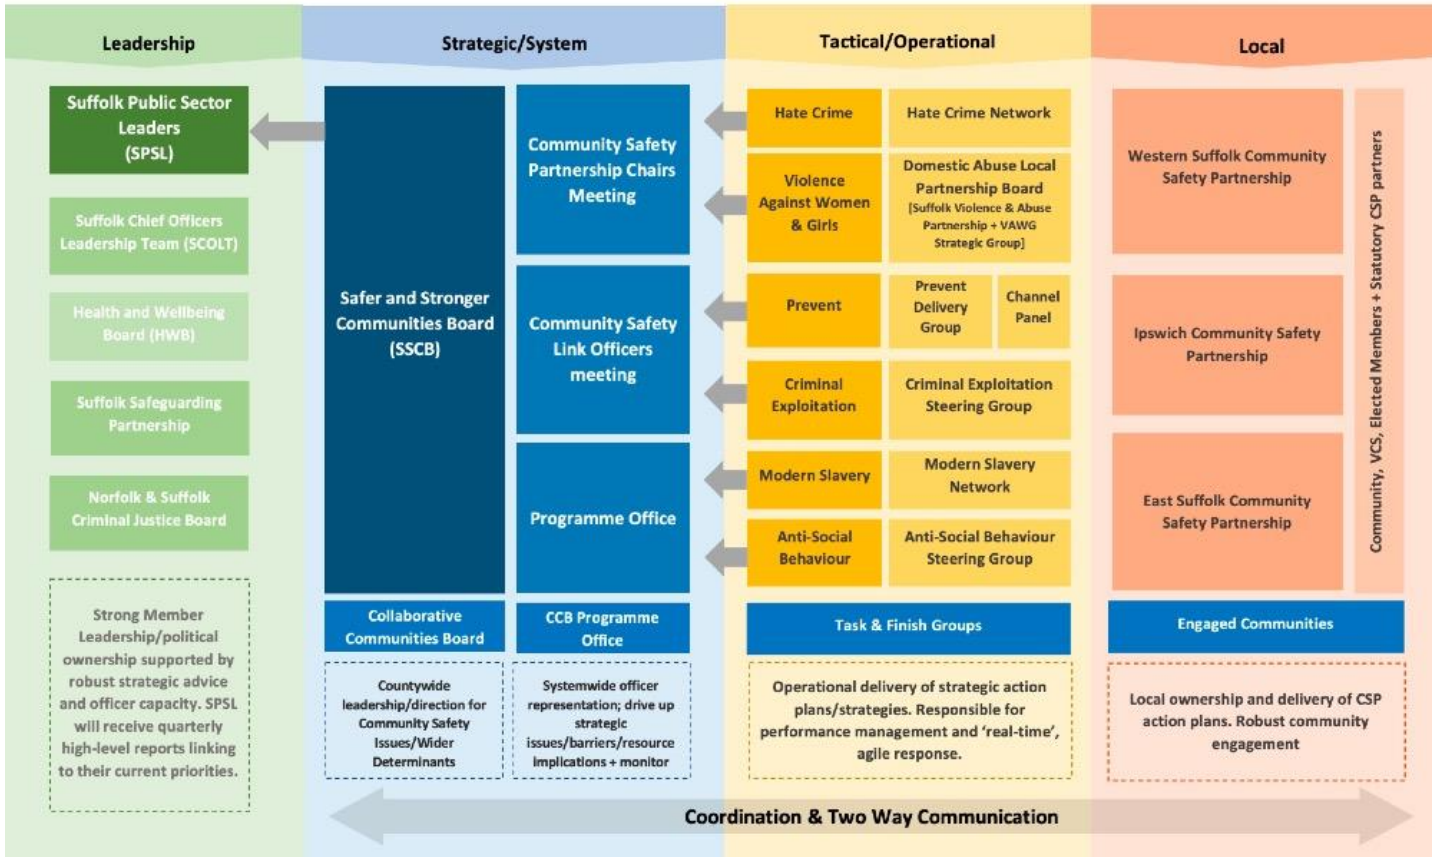 Leadership
Strategic/System
Tactical/Operational
Local
Suffolk Public Sector
Leaders
(SPSL)
Suffolk Chief Officers
Leadership Team (SCOLT)
Health and Wellbeing
Board (HWB)
Suffolk Safeguarding
Partnership
Norfolk & Suffolk
Criminal Justice Board
Strong Member
Leadership/political
ownership supported by
robust strategic advice
and officer capacity. SPSL
will receive quarterly
high-level reports linking
to their current priorities.
Safer and Stronger
Communities Board
(SSCB)
Collaborative
Communities Board
Countywide
leadership/direction for
Community Safety
Issues/Wider
Determinants
Community Safety
Partnership Chairs
Meeting
Community Safety
Link Officers
meeting
Programme Office
CCB Programme
Office
Systemwide officer
representation; drive up
strategic
issues/barriers/resource
implications + monitor
Hate Crime
Hate Crime Network
Violence
Against Women
& Girls
Domestic Abuse Local
Partnership Board
[Suffolk Violence & Abuse
Partnership + VAWG
Strategic Group]
Prevent
Prevent
Delivery
Group
Channel
Panel
Criminal
Exploitation
Criminal Exploitation
Steering Group
Modern Slavery
Modern Slavery
Network
Anti-Social
Behaviour
Anti-Social Behaviour
Steering Group
Task & Finish Groups
Operational delivery of strategic action
plans/strategies. Responsible for
performance management and ‘real-time’,
agile response.
Western Suffolk Community
Safety Partnership
Ipswich Community Safety
Partnership
East Suffolk Community
Safety Partnership
Community, VCS, Elected Members + Statutory CSP partners
Engaged Communities
Local ownership and delivery of CSP
action plans. Robust community
engagement
Coordination & Two Way Communication